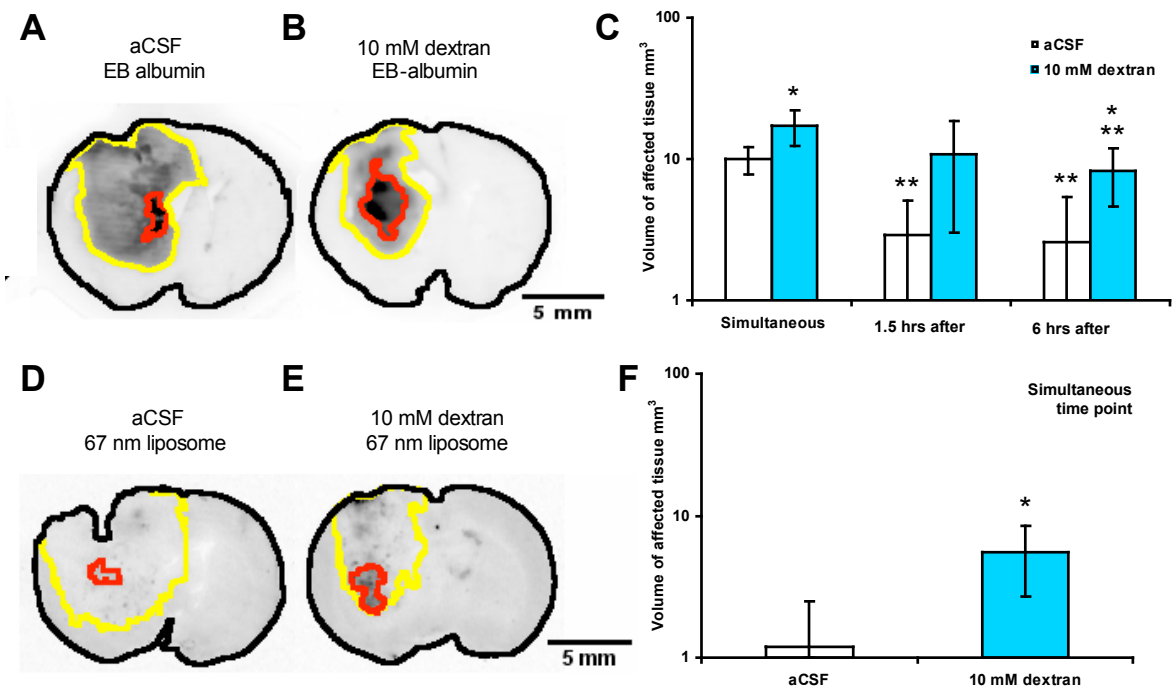 A
aCSF
EB albumin
B
10 mM dextran
EB-albumin
5 mm
C
Volume of affected tissue mm³
100
10
1
aCSF
10 mM dextran
*
**
**
*
**
Simultaneous
1.5 hrs after
6 hrs after
D
aCSF
67 nm liposome
E
10 mM dextran
67 nm liposome
5 mm
F
Volume of affected tissue mm³
100
10
1
Simultaneous
time point
*
aCSF
10 mM dextran